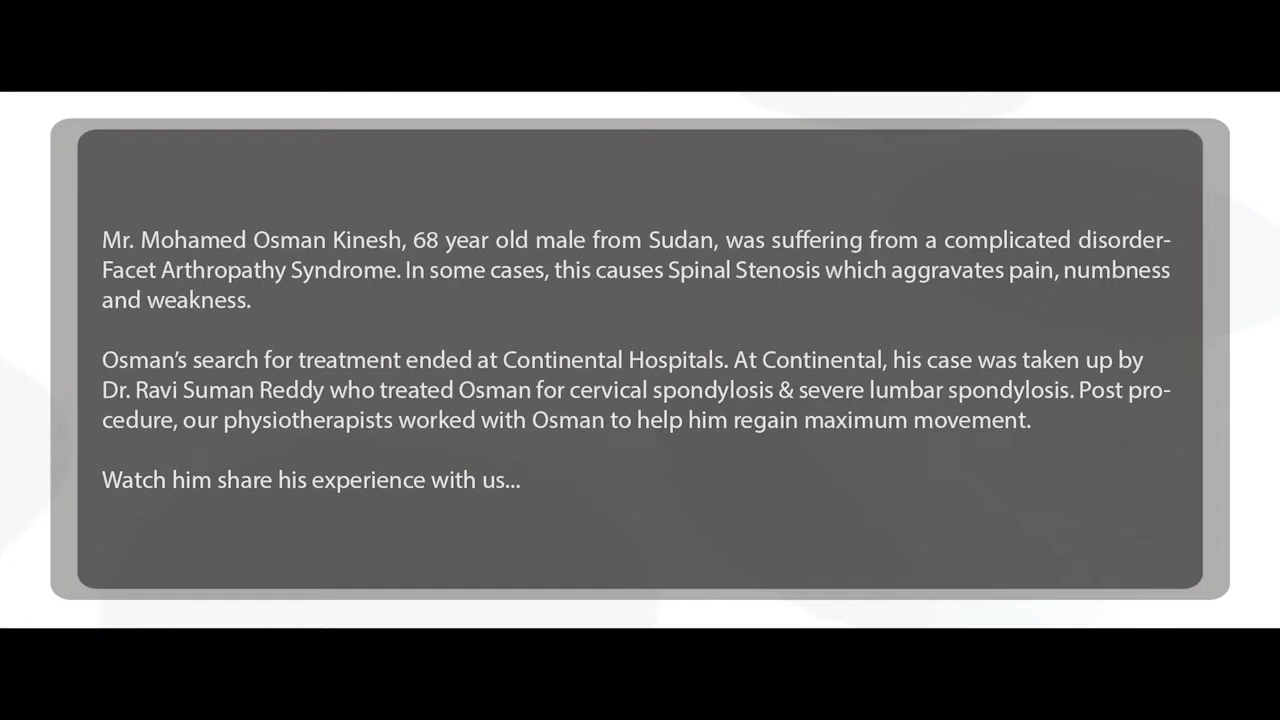 Mr. Mohamed Osman Kinesh, 68 year old male from Sudan, was suffering from a complicated disorder-
Facet Arthropathy Syndrome. In some cases, this causes Spinal Stenosis which aggravates pain, numbness
and weakness.
Osman’s search for treatment ended at Continental Hospitals. At Continental, his case was taken up by
Dr. Ravi Suman Reddy who treated Osman for cervical spondylosis & severe lumbar spondylosis. Post pro-
cedure, our physiotherapists worked with Osman to help him regain maximum movement.
Watch him share his experience with us...